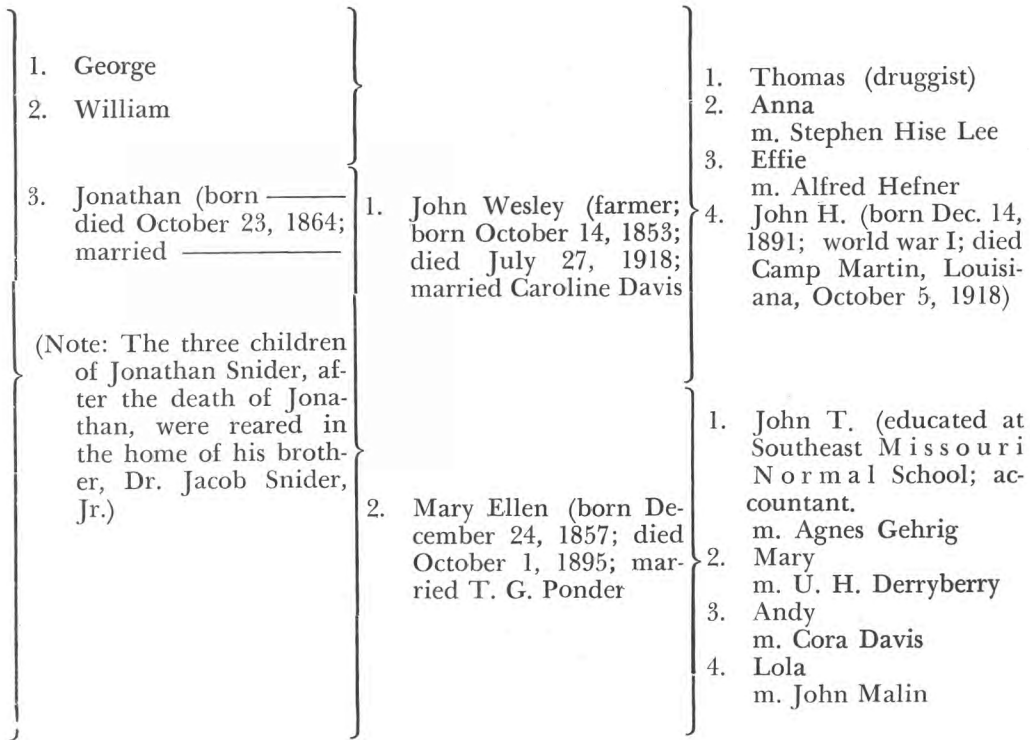 1. George
2. William
3. Jonathan (born ———
died October 23, 1864;
married ————
(Note: The three children
of Jonathan Snider, af-
ter the death of Jona-
than, were reared in
the home of his broth-
er, Dr. Jacob Snider,
Jr.)
1. John Wesley (farmer;
born October 14, 1853;
died July 27, 1918;
married Caroline Davis
2. Mary Ellen (born De-
cember 24, 1857; died
October 1, 1895; mar-
ried T. G. Ponder
1. Thomas (druggist)
2. Anna
m. Stephen Hise Lee
3. Effie
m. Alfred Hefner
4. John H. (born Dec. 14,
1891; world war I; died
Camp Martin, Louisi-
ana, October 5, 1918)
1. John T. (educated at
Southeast Missouri
Normal School; ac-
countant.
m. Agnes Gehrig
2. Mary
m. U. H. Derryberry
3. Andy
m. Cora Davis
4. Lola
m. John Malin